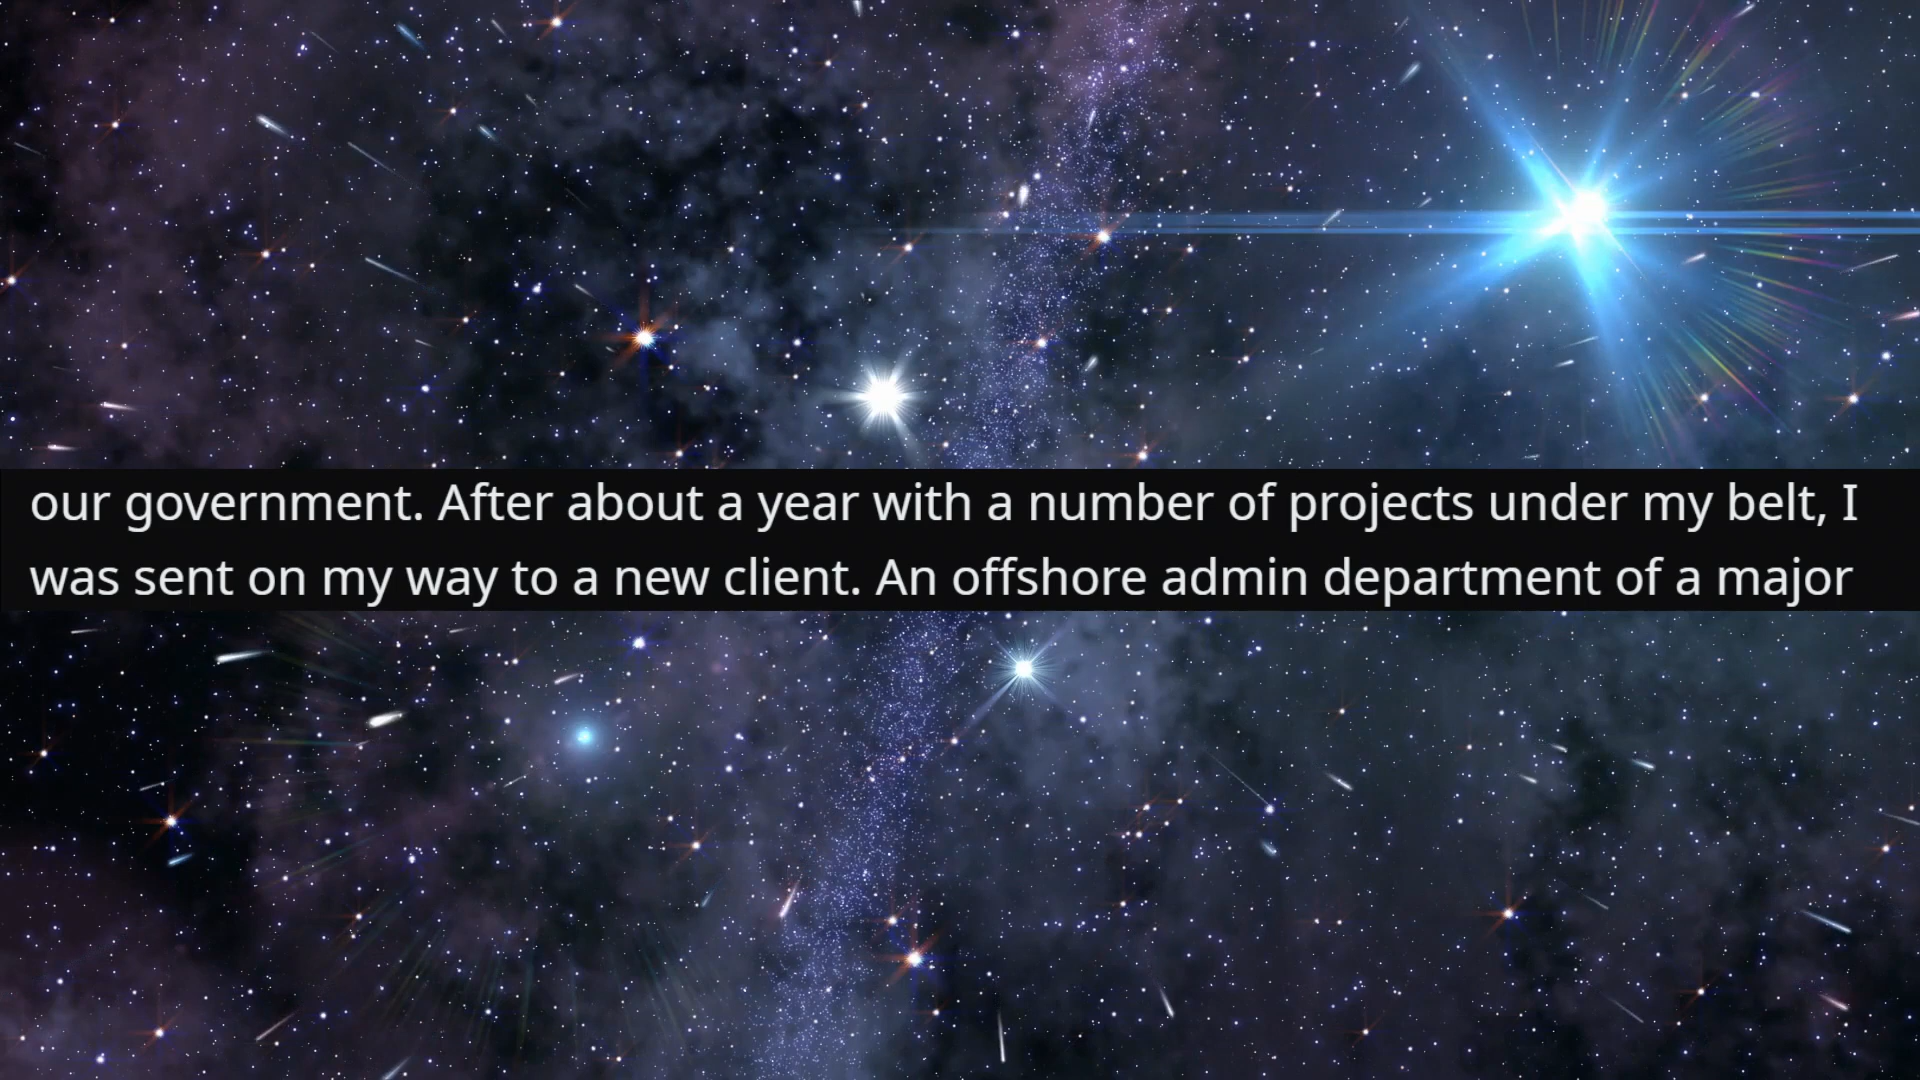 our government. After about a year with a number of projects under my belt, I
was sent on my way to a new client. An offshore admin department of a major